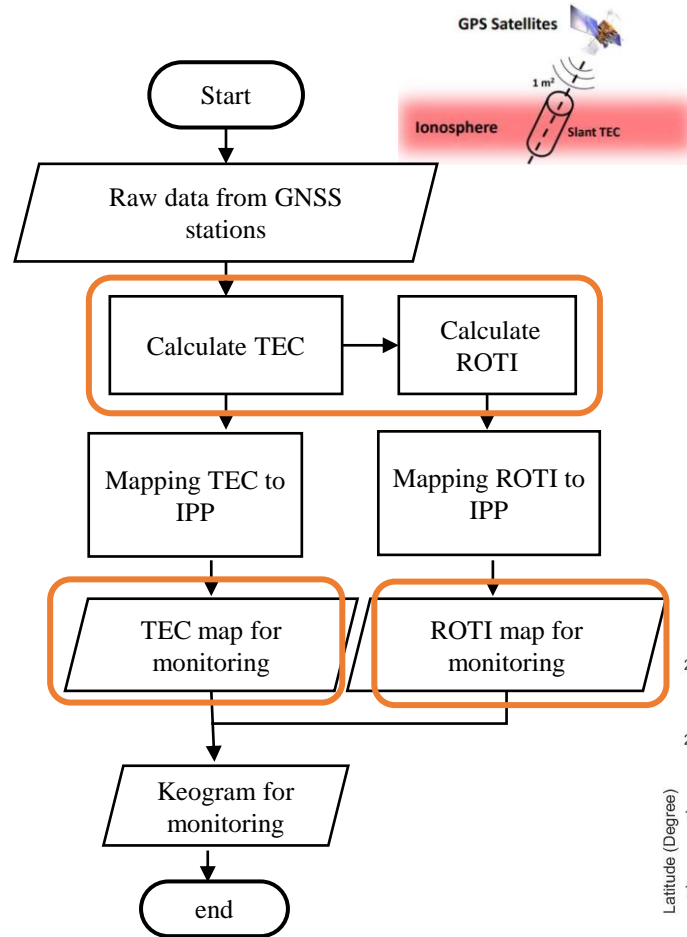 GPS Satellites
1 m²
Ionosphere
Slant TEC
Start
Raw data from GNSS
stations
Calculate TEC
Calculate
ROTI
Mapping TEC to
IPP
Mapping ROTI to
IPP
TEC map for
monitoring
ROTI map for
monitoring
2
2
Latitude (Degree)
Keogram for
monitoring
end